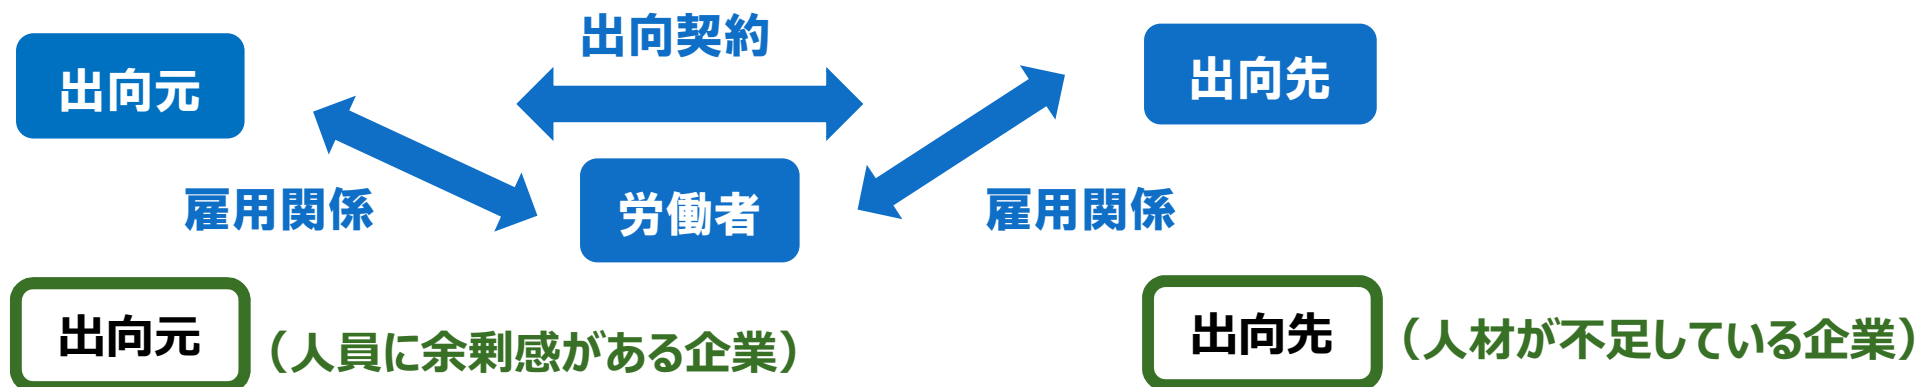 出向契約
出向元
出向先
雇用関係
労働者
雇用関係
出向元
（人員に余剰感がある企業）
出向先
（人材が不足している企業）